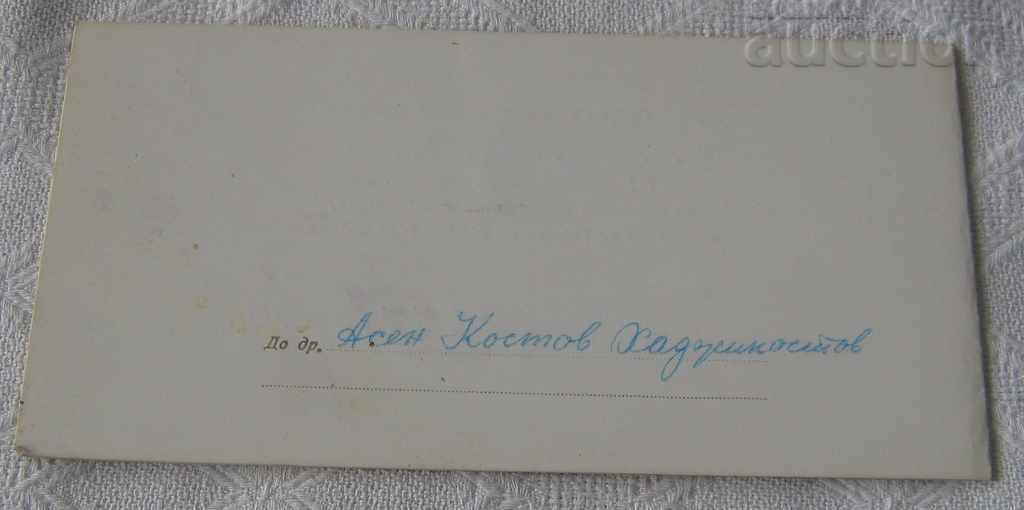 auction
До др. Асен Костов Хаджикостов